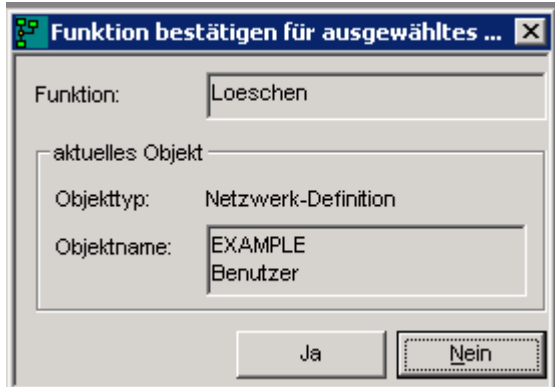 Funktion bestätigen für ausgewähltes ...
Funktion: Loeschen
aktuelles Objekt
Objekttyp: Netzwerk-Definition
Objektname: EXAMPLE
Benutzer
Ja Nein